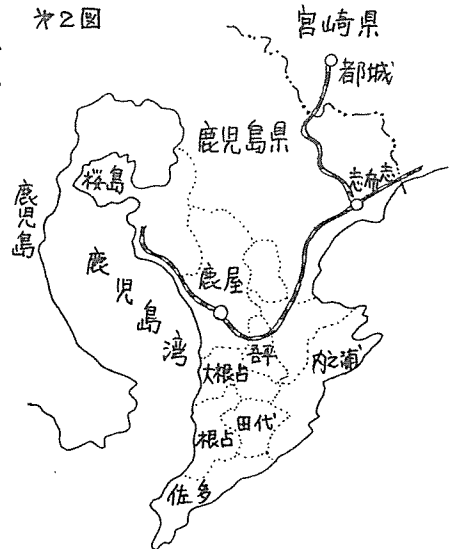 才2図
宮崎県
都城
鹿児島県
志布志
桜島
鹿児島
鹿児島湾
鹿屋
吾平
大根占
内之浦
田代
根占
佐多